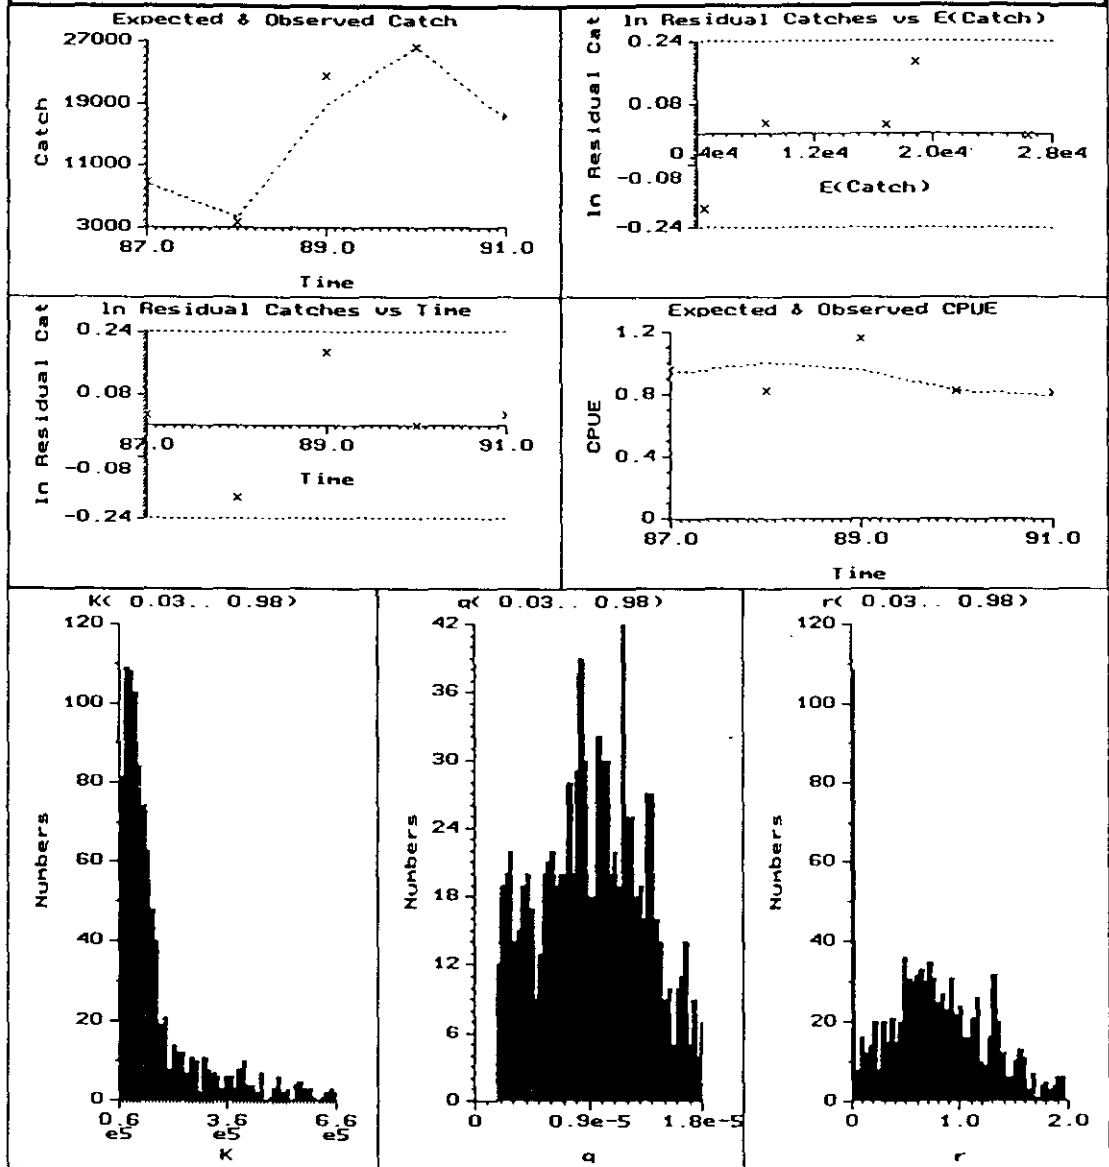 Expected & Observed Catch
27000
19000
11000
3000
Catch
87.0 89.0 91.0
Time
ln Residual Catches vs E(Catch)
ln Residual Cat
0.24
0.08
-0.08
-0.24
0.4e4 1.2e4 2.0e4 2.8e4
E(Catch)
ln Residual Catches vs Time
ln Residual Cat
0.24
0.08
-0.08
-0.24
87.0 89.0 91.0
Time
Expected & Observed CPUE
CPUE
1.2
0.8
0.4
0
87.0 89.0 91.0
Time
K( 0.03.. 0.98)
120
100
80
60
40
20
0
Numbers
0.6 3.6 6.6
e5 e5 e5
K
q( 0.03.. 0.98)
42
36
30
24
18
12
6
0
Numbers
0 0.9e-5 1.8e-5
q
r( 0.03.. 0.98)
120
100
80
60
40
20
0
Numbers
0 1.0 2.0
r